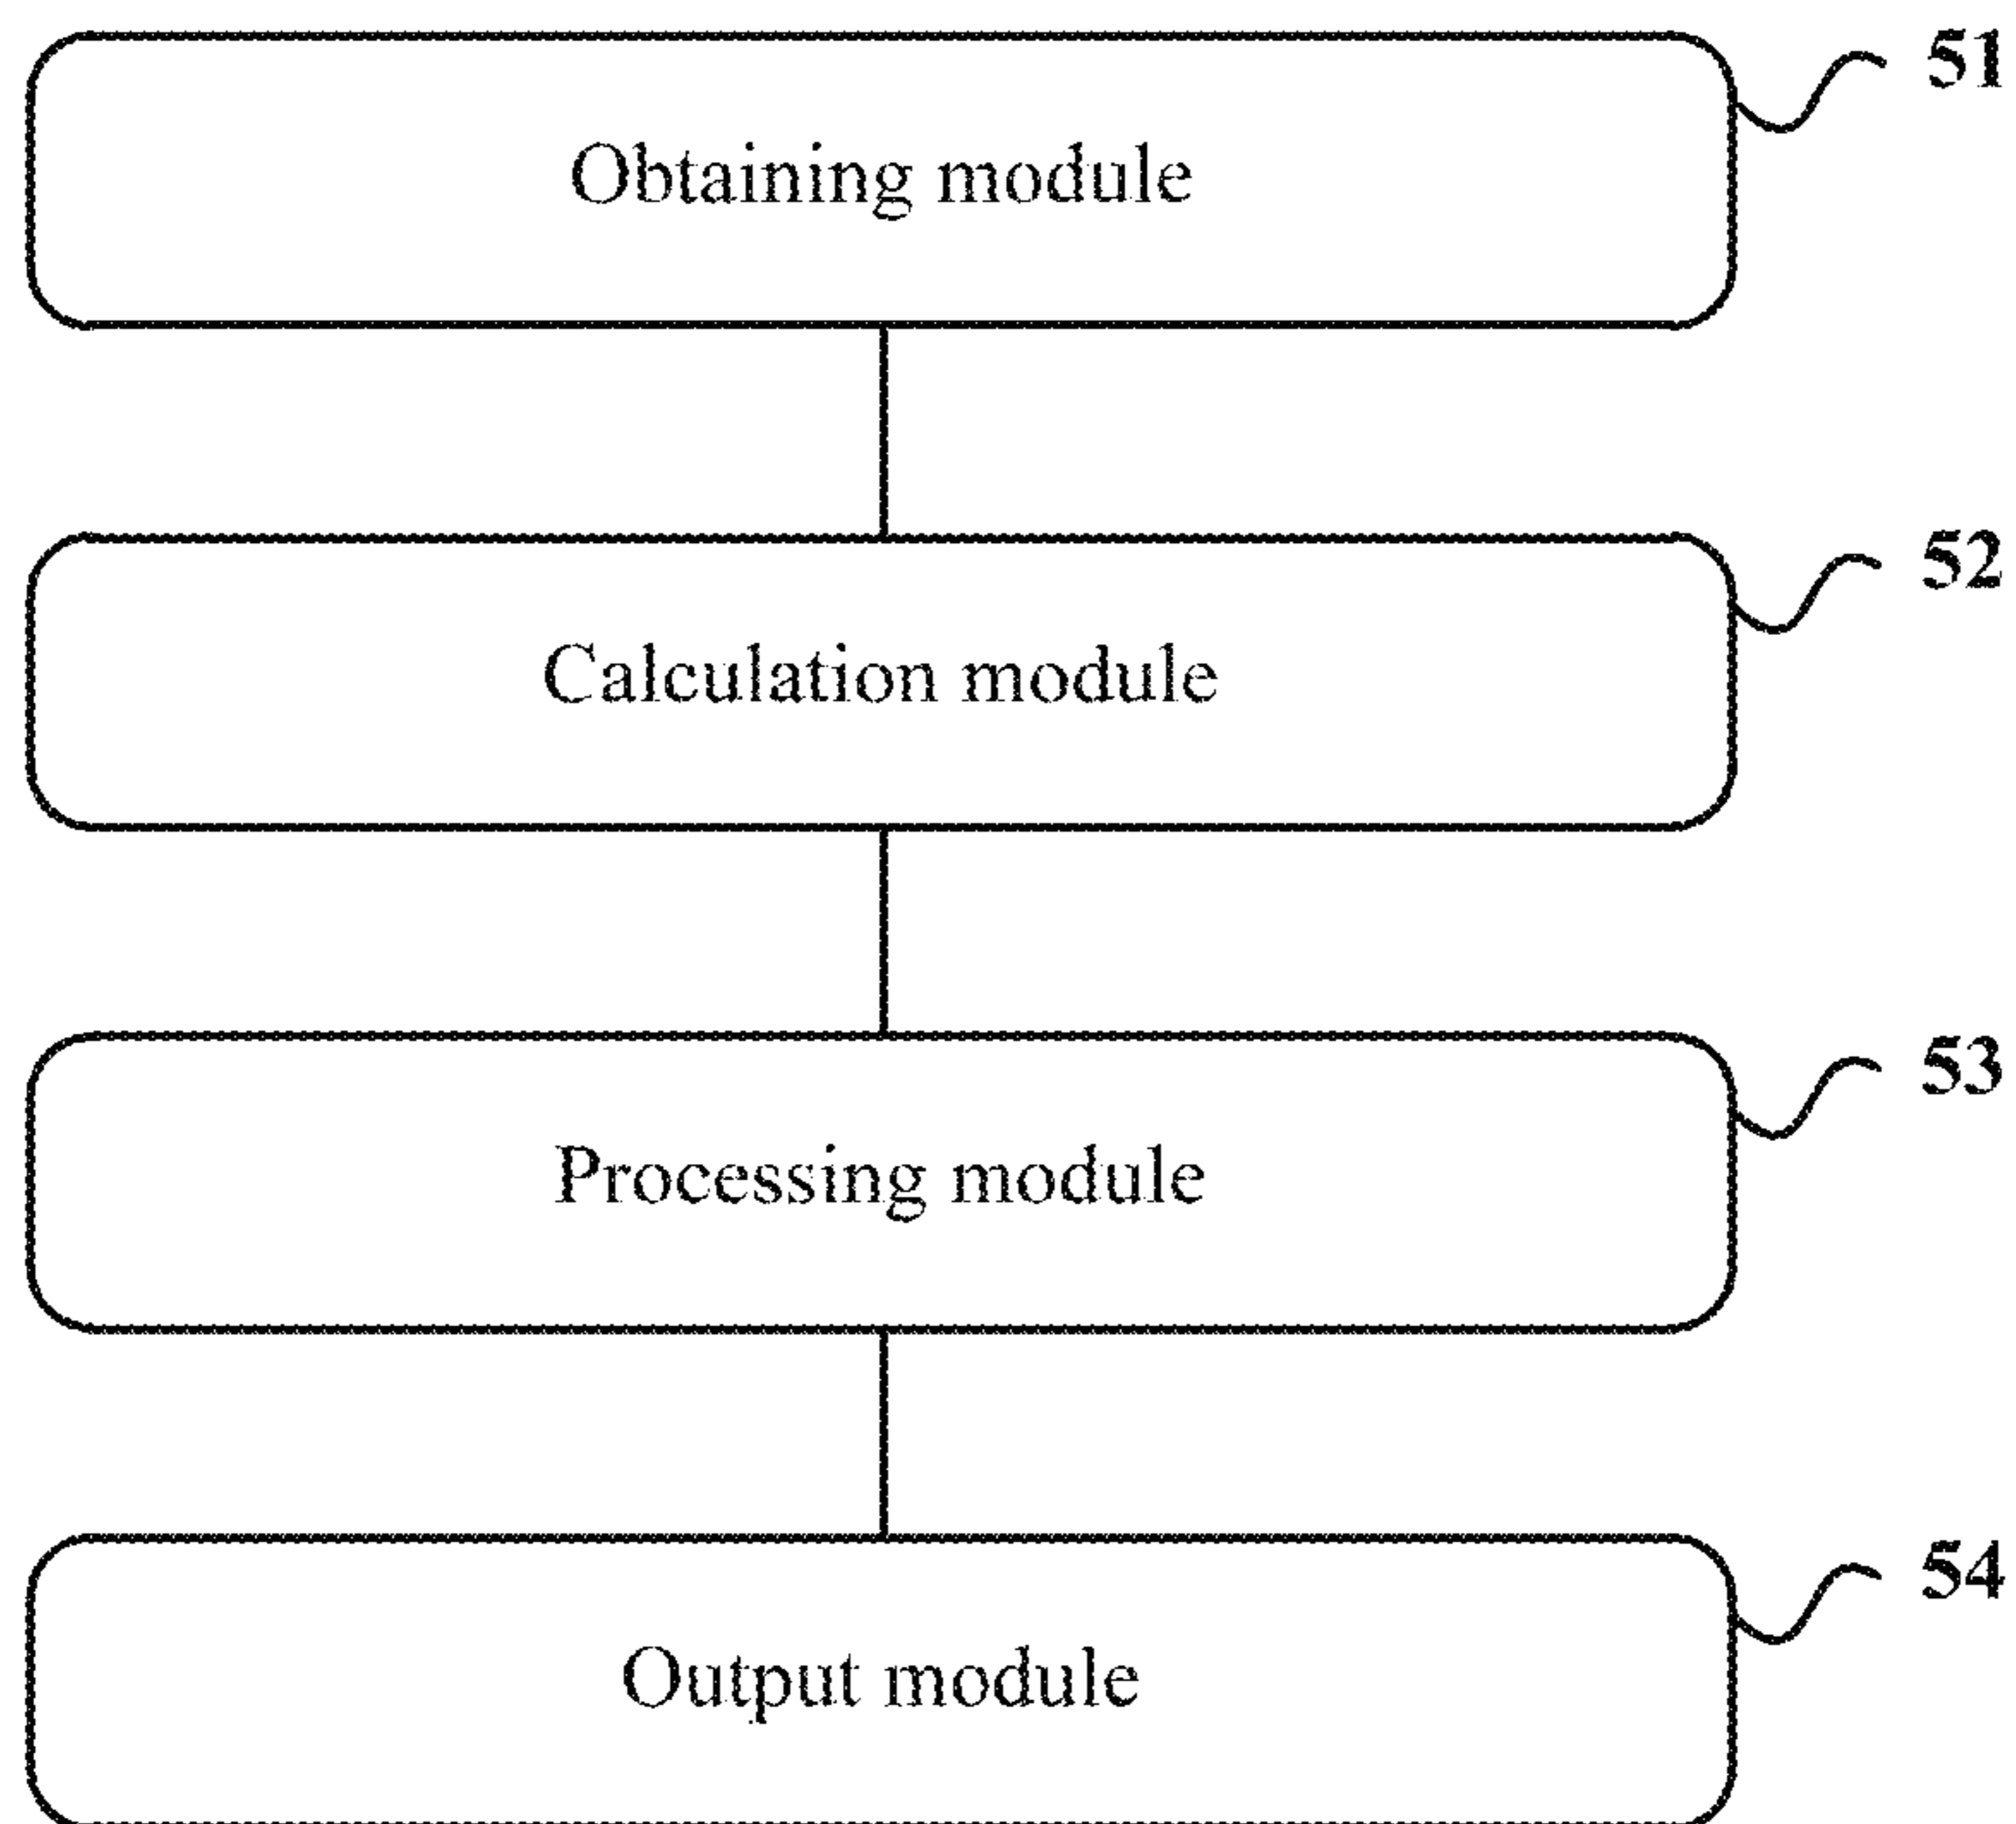 51
Obtaining module
52
Calculation module
53
Processing module
54
Output module